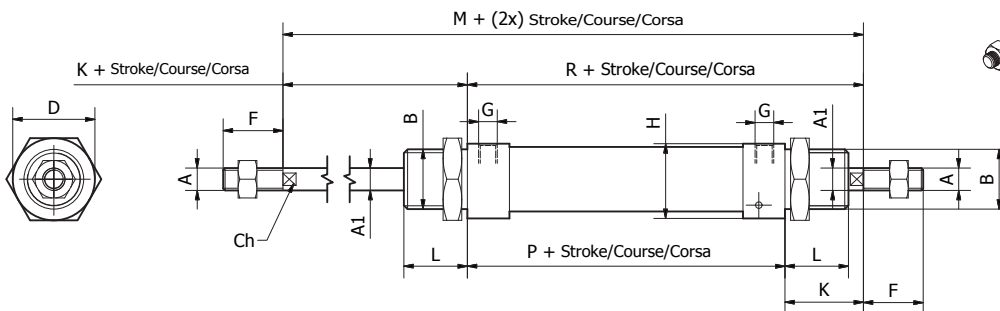 M + (2x) Stroke/Course/Corsa
K + Stroke/Course/Corsa
R + Stroke/Course/Corsa
D
F
B
G
H
G
A1
A
A1
A
B
Ch
L
P + Stroke/Course/Corsa
L
K
F